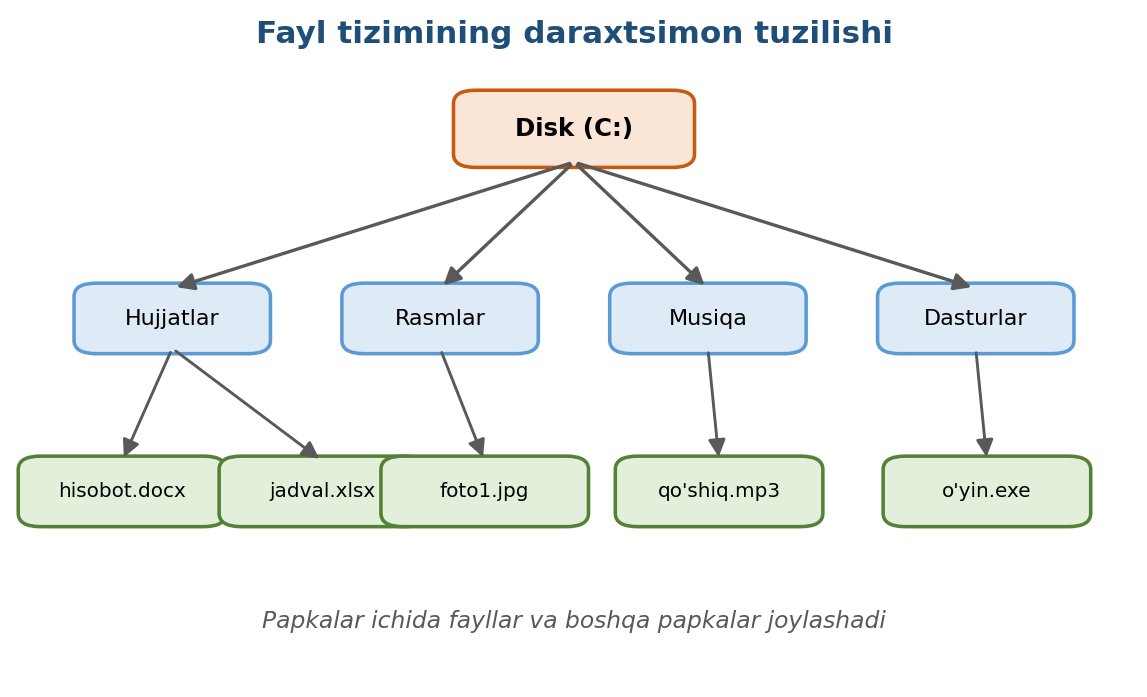 Fayl tizimining daraxtsimon tuzilishi
Disk (C:)
Hujjatlar
Rasmlar
Musiqa
Dasturlar
hisobot.docx
jadval.xlsx
foto1.jpg
qo'shiq.mp3
o'yin.exe
Papkalar ichida fayllar va boshqa papkalar joylashadi